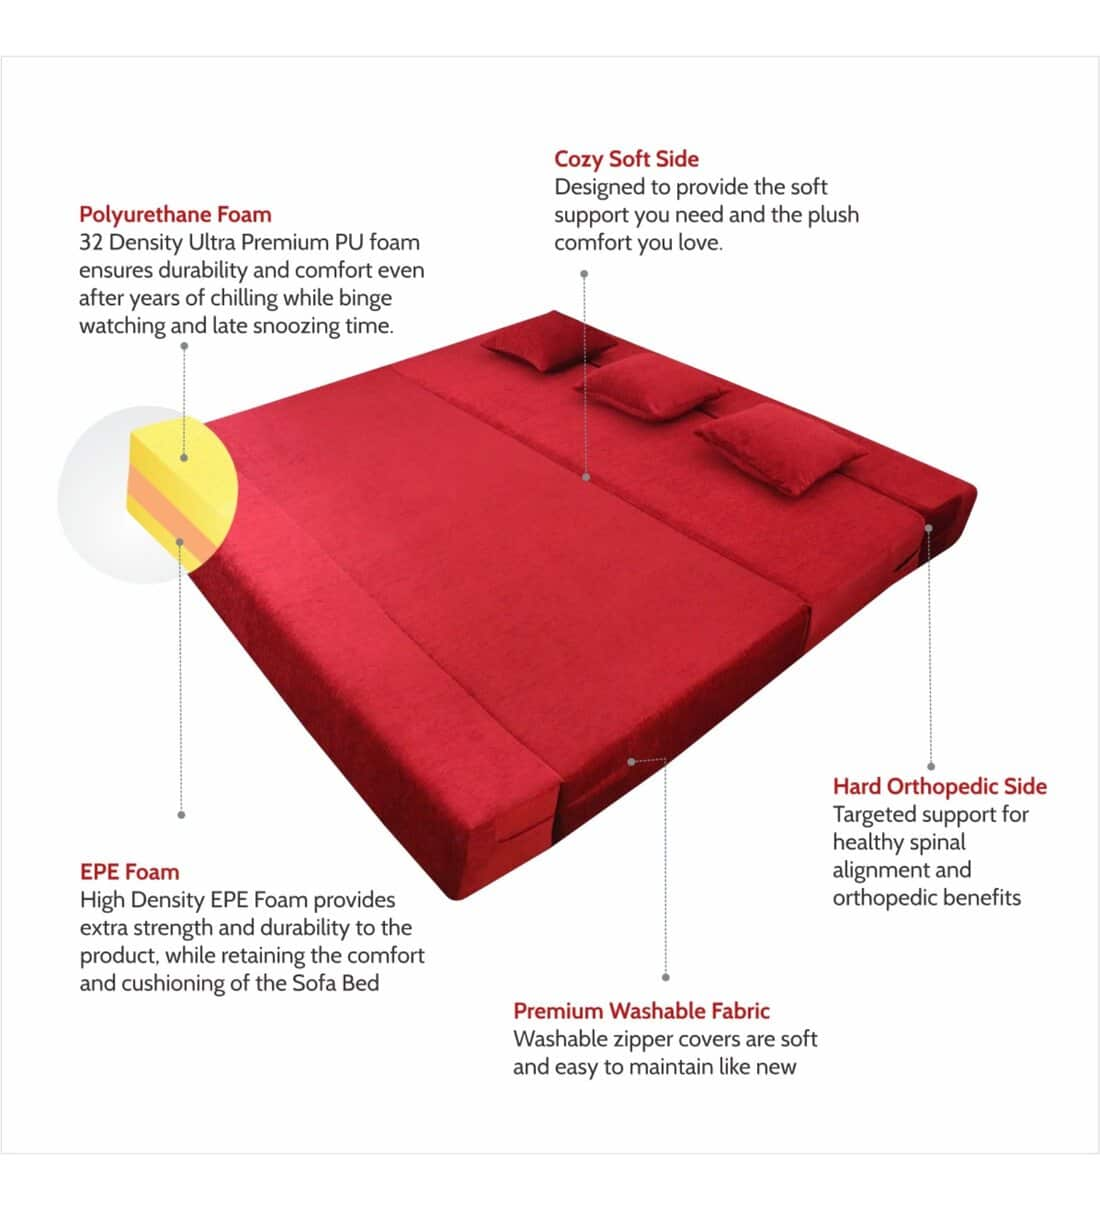 Cozy Soft Side
Designed to provide the soft
support you need and the plush
comfort you love.
Polyurethane Foam
32 Density Ultra Premium PU foam
ensures durability and comfort even
after years of chilling while binge
watching and late snoozing time.
Hard Orthopedic Side
Targeted support for
healthy spinal
alignment and
orthopedic benefits
EPE Foam
High Density EPE Foam provides
extra strength and durability to the
product, while retaining the comfort
and cushioning of the Sofa Bed
Premium Washable Fabric
Washable zipper covers are soft
and easy to maintain like new